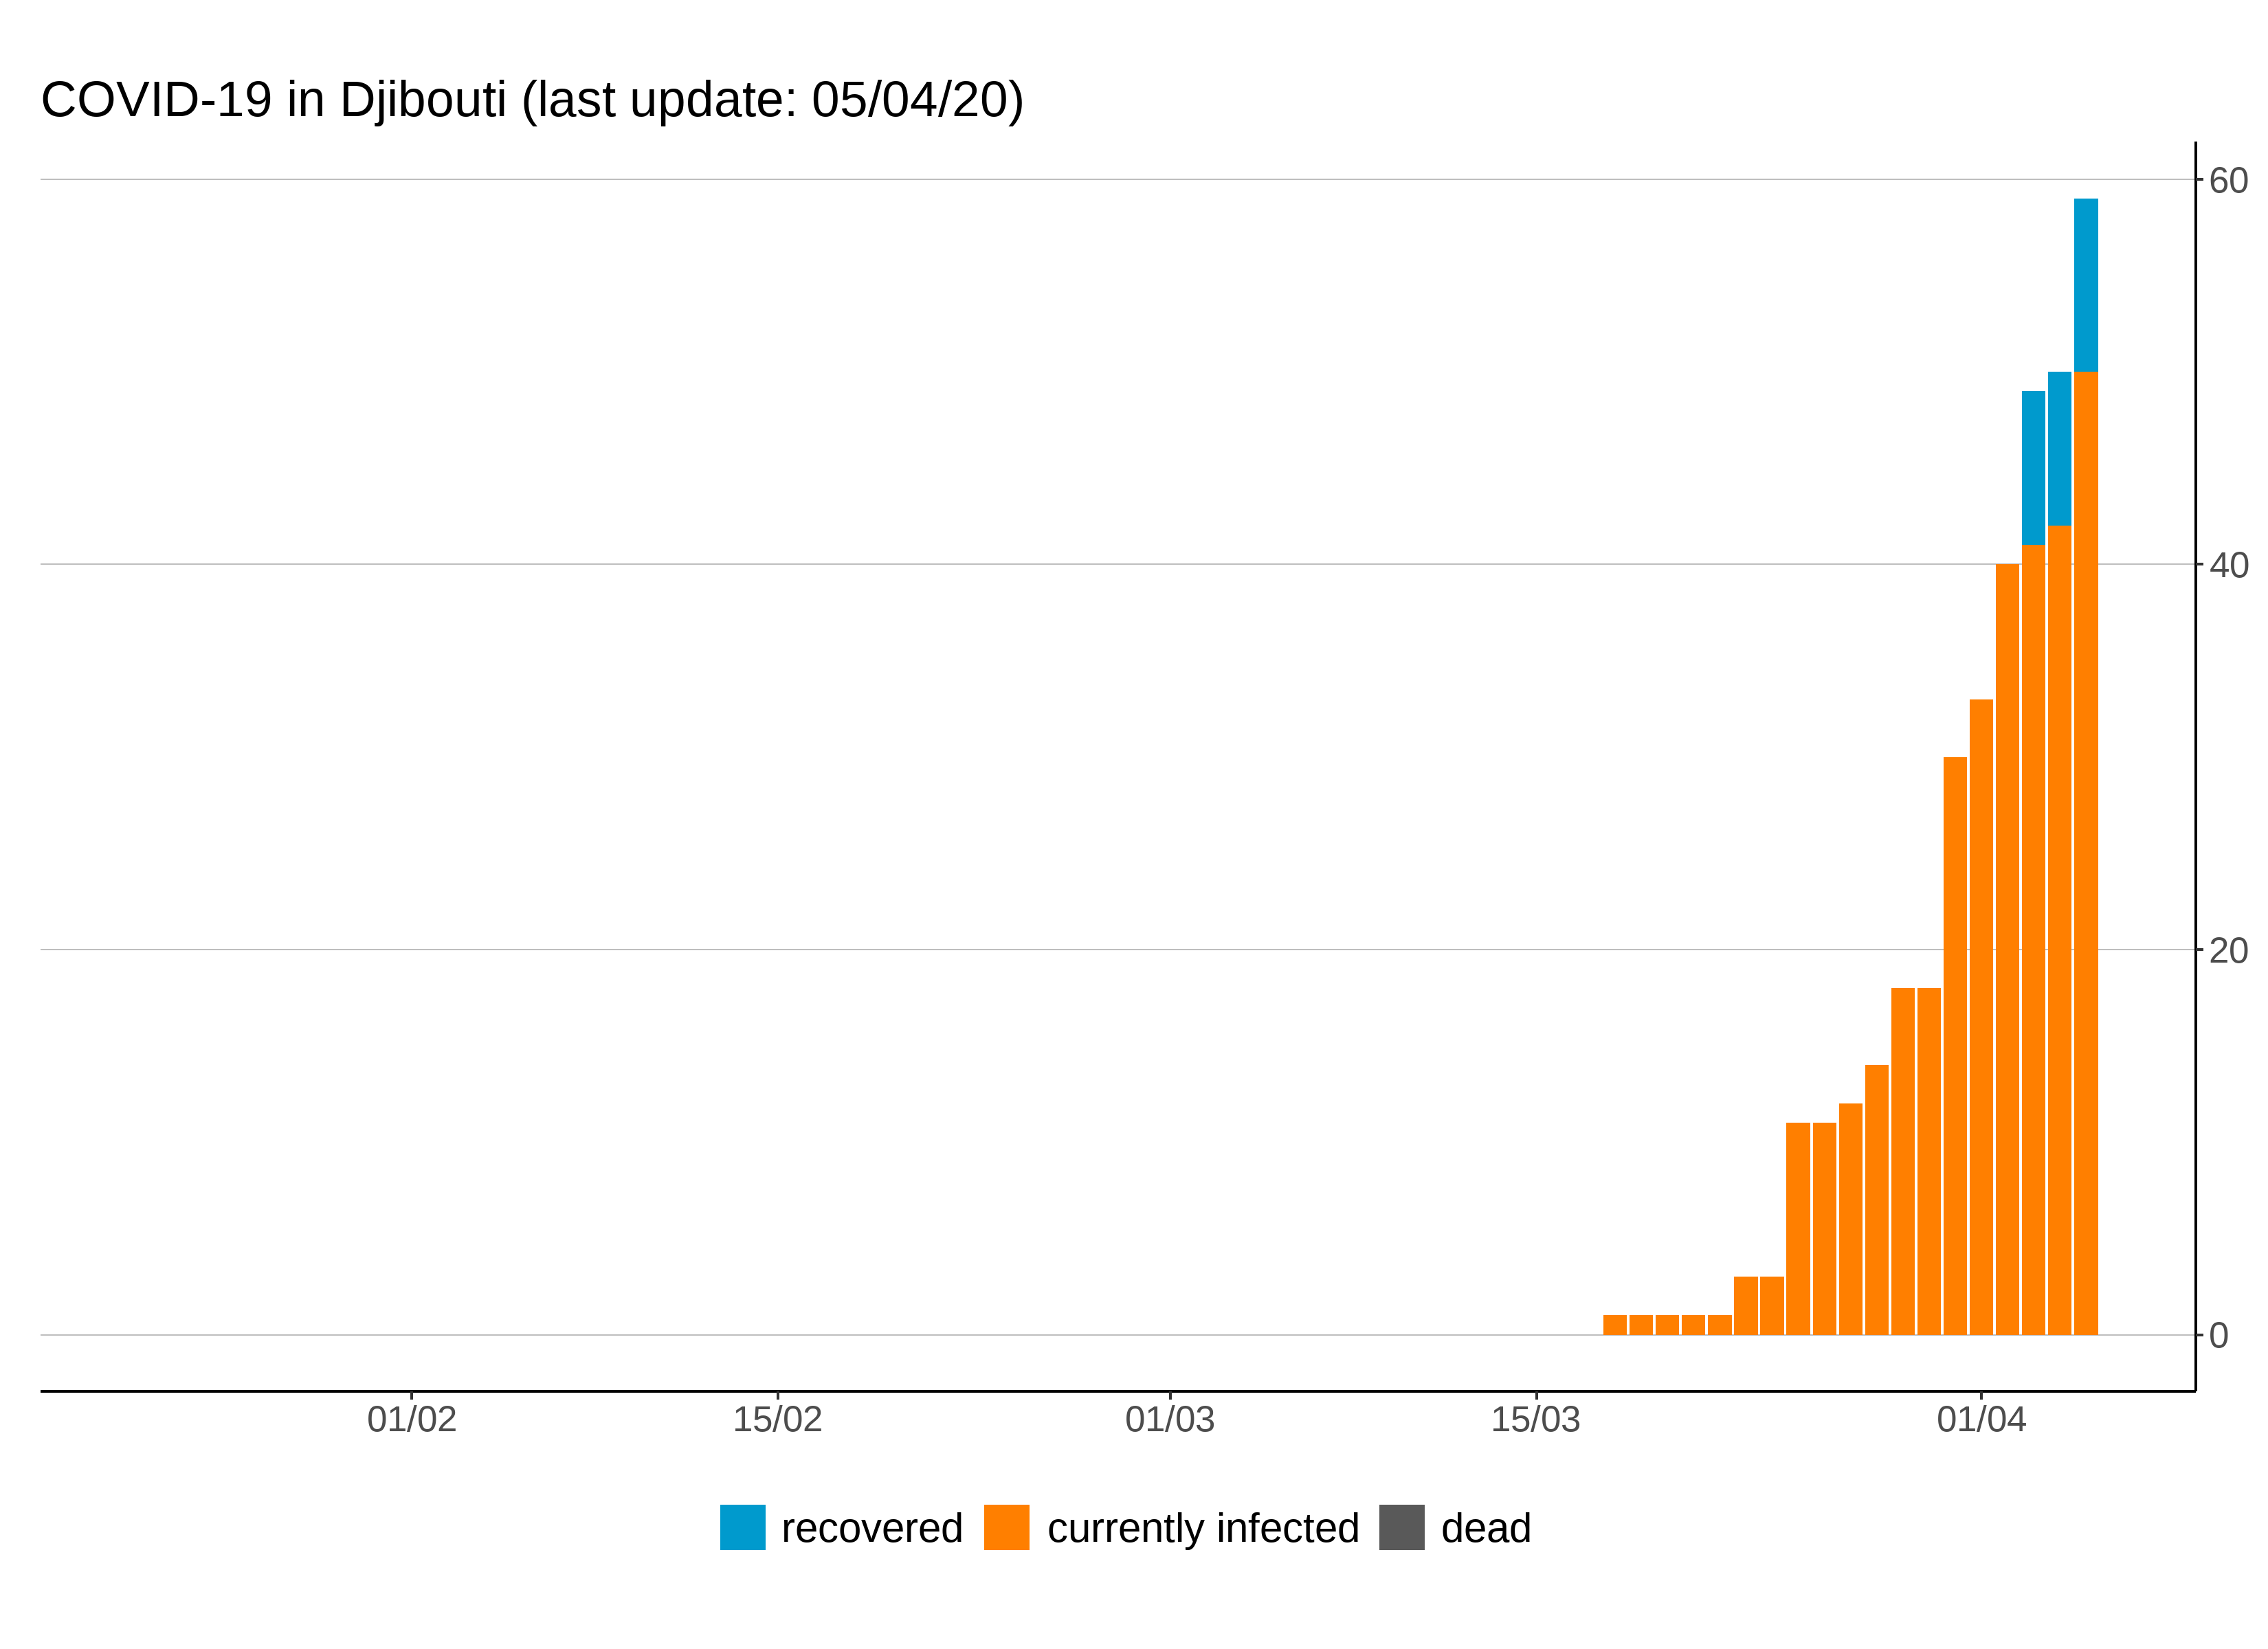 COVID-19 in Djibouti (last update: 05/04/20)
60
40
20
0
01/02 15/02 01/03 15/03 01/04
recovered currently infected dead